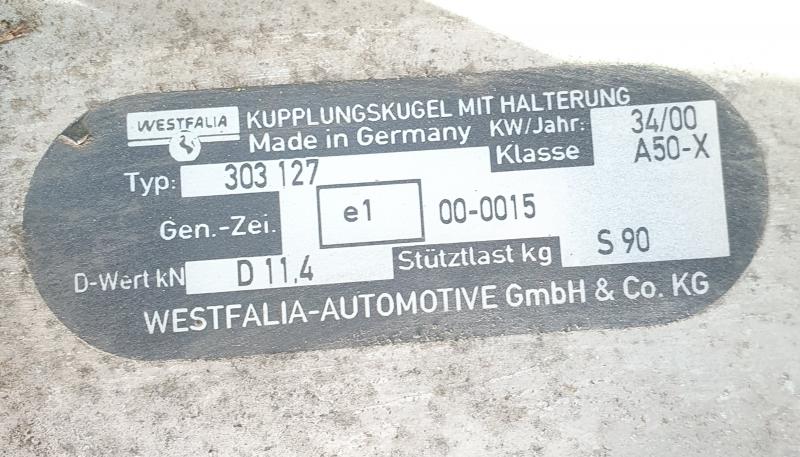 WESTFALIA
KUPPLUNGSKUGEL MIT HALTERUNG
Made in Germany
KW/Jahr: 34/00
Klasse A50-X
Typ: 303 127
Gen.-Zei. e1 00-0015
D-Wert kN D 11,4 Stütztlast kg S 90
WESTFALIA-AUTOMOTIVE GmbH & Co. KG